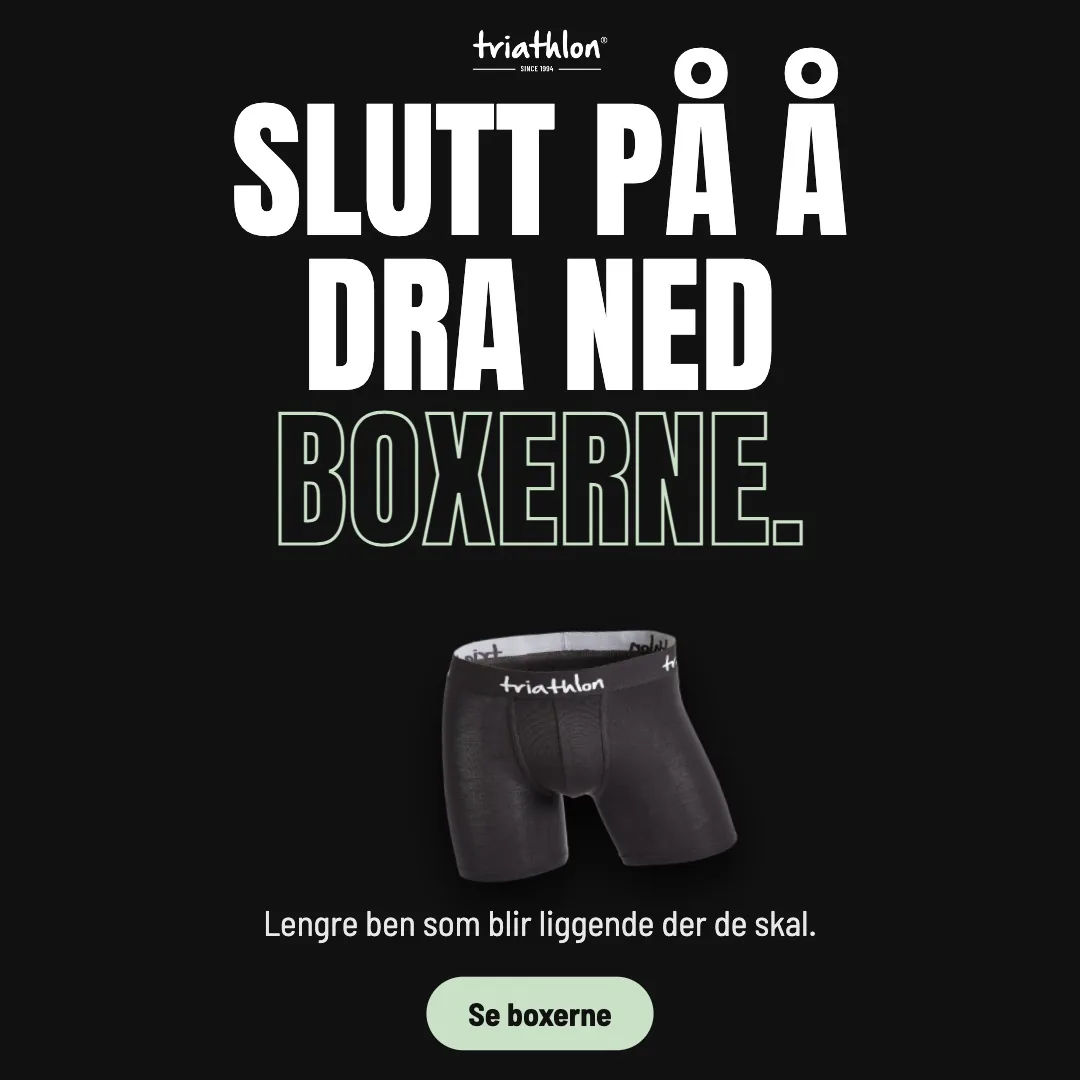 triathlon®
SINCE 1994
SLUTT PÅ Å
DRA NED
BOXERNE.
triathlon
Lengre ben som blir liggende der de skal.
Se boxerne